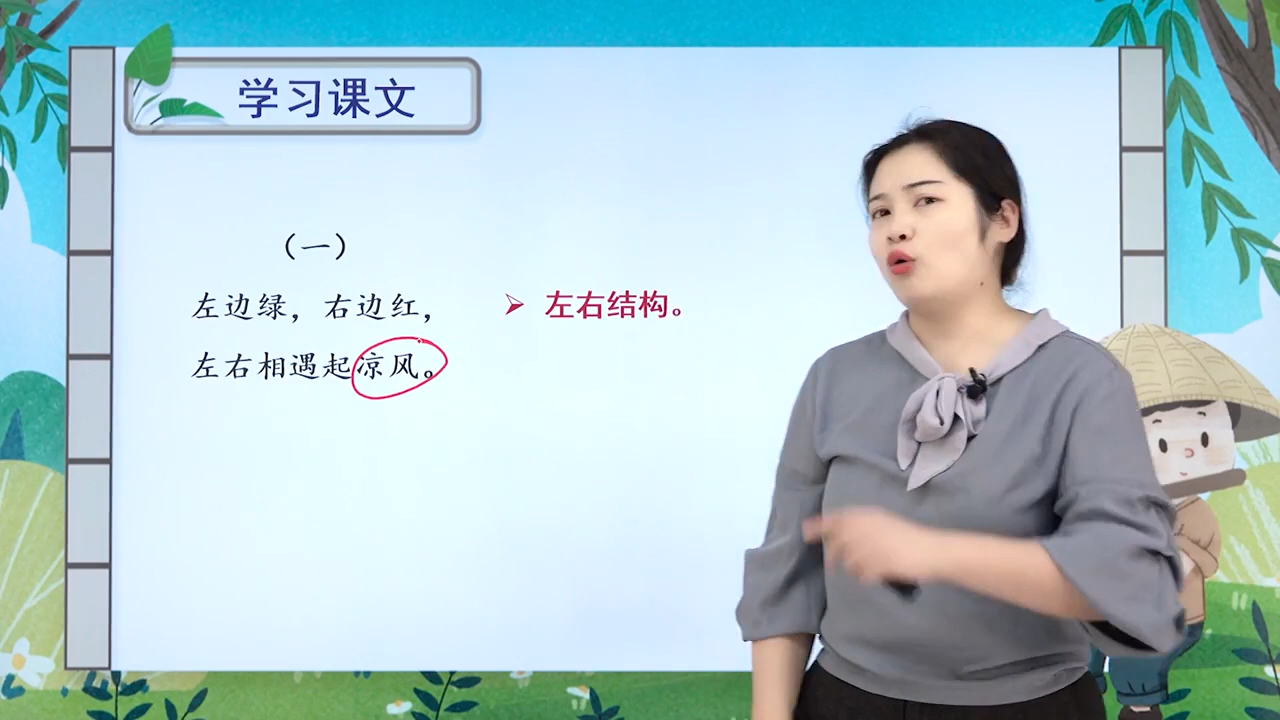 学习课文
（一）
左边绿，右边红，
左右结构。
左右相遇起凉风。